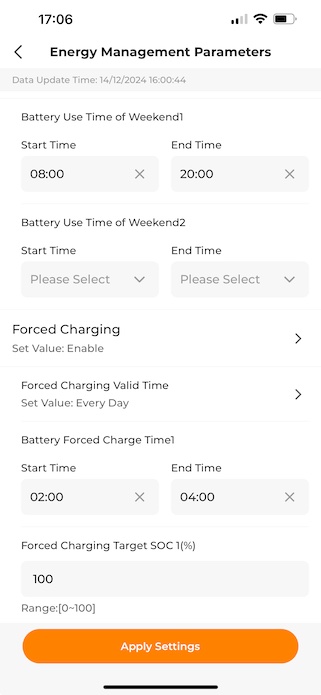 17:06
Energy Management Parameters
Data Update Time: 14/12/2024 16:00:44
Battery Use Time of Weekend1
Start Time End Time
08:00 20:00
Battery Use Time of Weekend2
Start Time End Time
Please Select Please Select
Forced Charging
Set Value: Enable
Forced Charging Valid Time
Set Value: Every Day
Battery Forced Charge Time1
Start Time End Time
02:00 04:00
Forced Charging Target SOC 1(%)
100
Range:[0~100]
Apply Settings